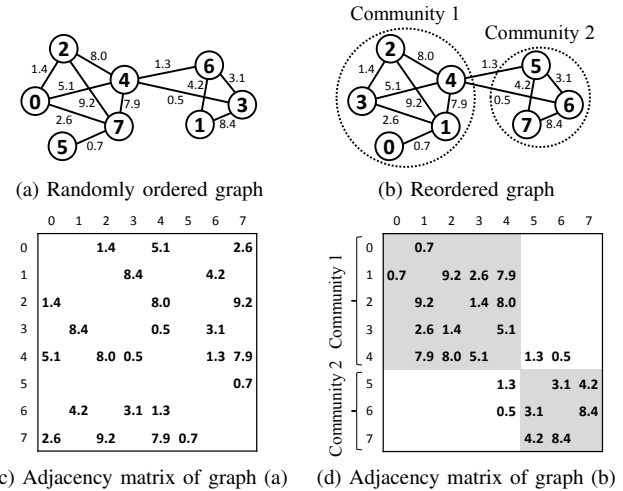 Community 1
Community 2
2
8.0
1.4
5.1
4
1.3
6
4.2
3.1
0
9.2
7.9
0.5
3
2.6
7
1
8.4
5
0.7
2
8.0
1.4
5.1
4
1.3
5
4.2
3.1
3
9.2
7.9
0.5
6
2.6
1
7
8.4
0
0.7
(a) Randomly ordered graph
(b) Reordered graph
0 1 2 3 4 5 6 7
0 1.4 5.1 2.6
1 8.4 4.2
2 1.4 8.0 9.2
3 8.4 0.5 3.1
4 5.1 8.0 0.5 1.3 7.9
5 0.7
6 4.2 3.1 1.3
7 2.6 9.2 7.9 0.7
0 1 2 3 4 5 6 7
Community 1
Community 2
0 0.7
1 0.7 9.2 2.6 7.9
2 9.2 1.4 8.0
3 2.6 1.4 5.1
4 7.9 8.0 5.1 1.3 0.5
5 1.3 3.1 4.2
6 0.5 3.1 8.4
7 4.2 8.4
c) Adjacency matrix of graph (a)
(d) Adjacency matrix of graph (b)